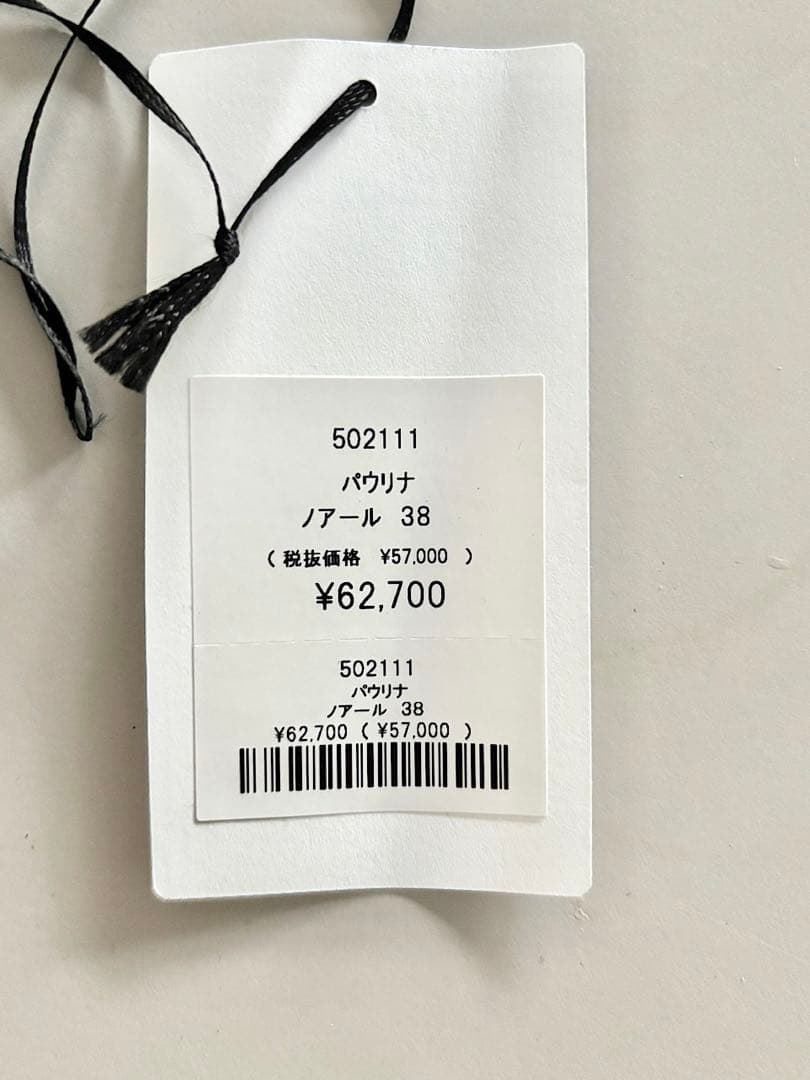 502111
パウリナ
ノアール 38
( 税抜価格 ¥57,000 )
¥62,700
502111
パウリナ
ノアール 38
¥62,700 ( ¥57,000 )